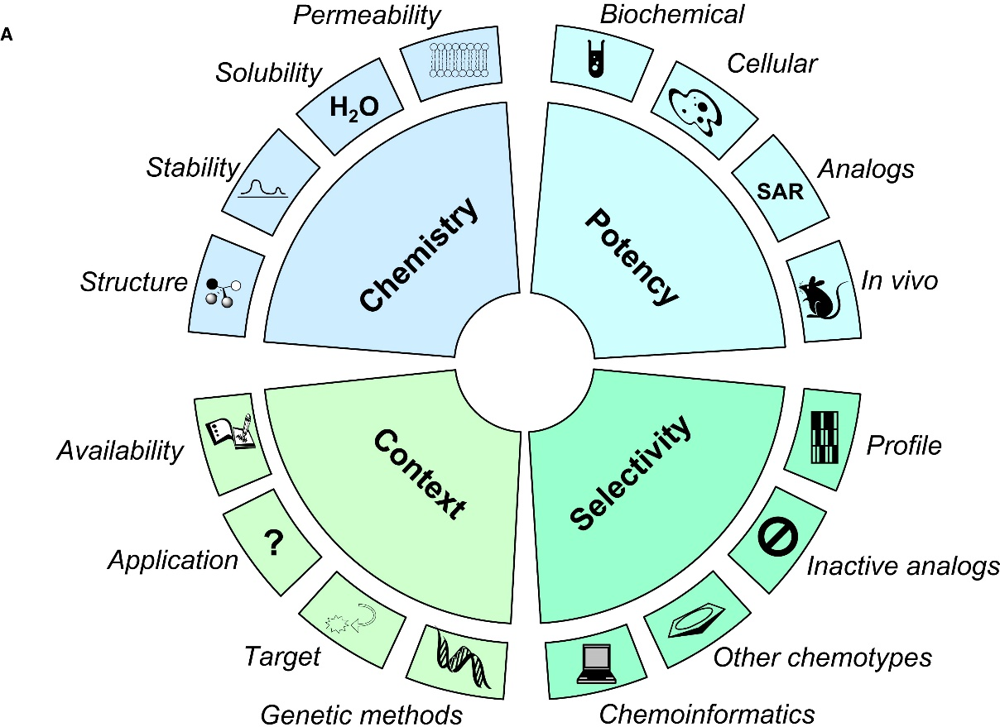 A
Permeability
Biochemical
Solubility
Cellular
H₂O
Stability
Analogs
SAR
Chemistry
Potency
Structure
In vivo
Availability
Profile
Context
Selectivity
Application
?
Inactive analogs
Target
Other chemotypes
Genetic methods
Chemoinformatics